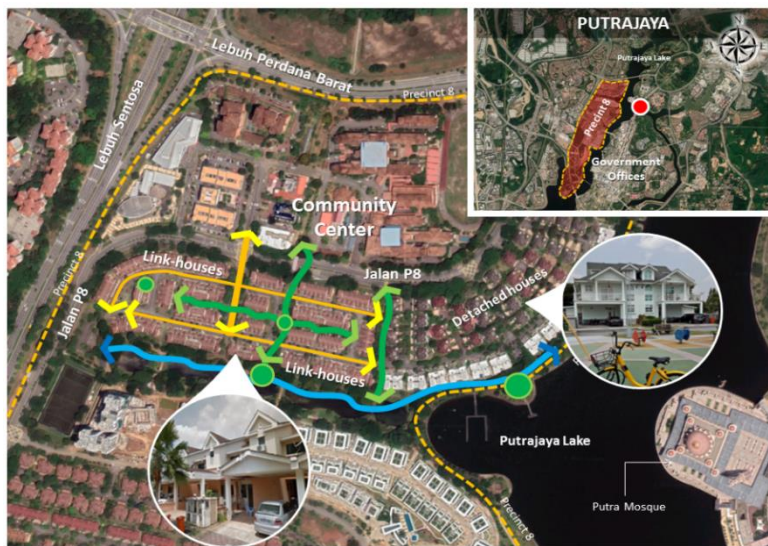 Lebuh Perdana Barat
Precinct 8
Lebuh Sentosa
Community
Center
Link-houses
Jalan P8
Precinct 8
Jalan P8
Detached houses
Link-houses
Putrajaya Lake
Precinct 8
Putra Mosque
PUTRAJAYA
N
Putrajaya Lake
Precinct 8
Government
Offices